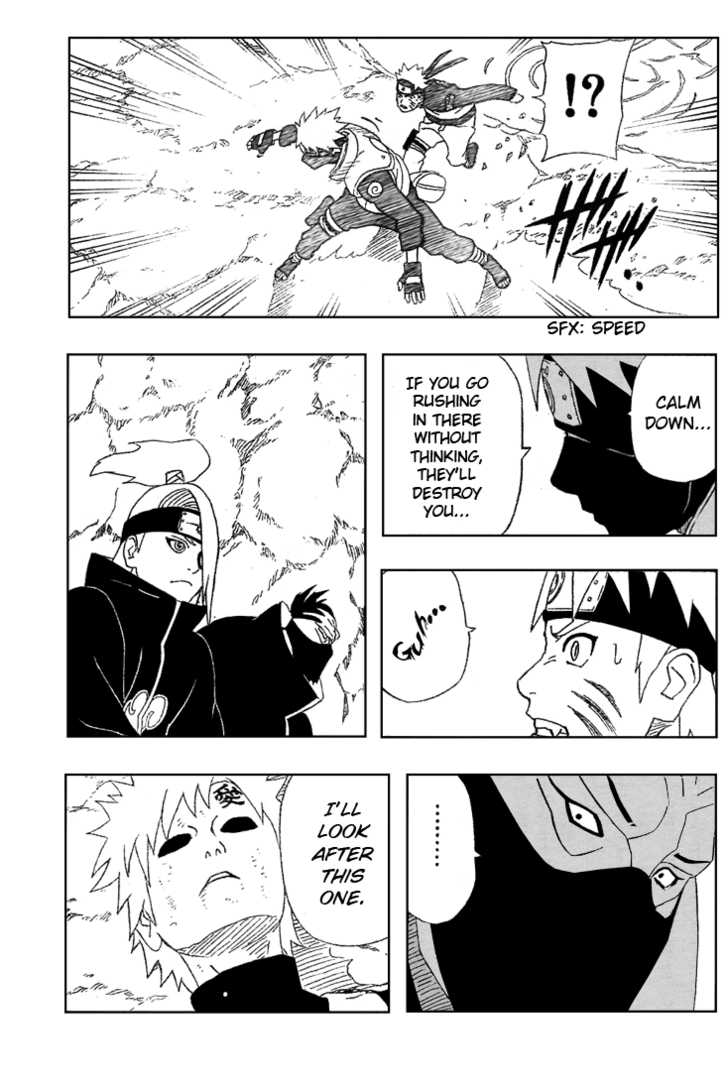 !?
SFX: SPEED
CALM
DOWN...
IF YOU GO
RUSHING
IN THERE
WITHOUT
THINKING,
THEY'LL
DESTROY
YOU...
Guh...
.........
I'LL
LOOK
AFTER
THIS
ONE.
愛